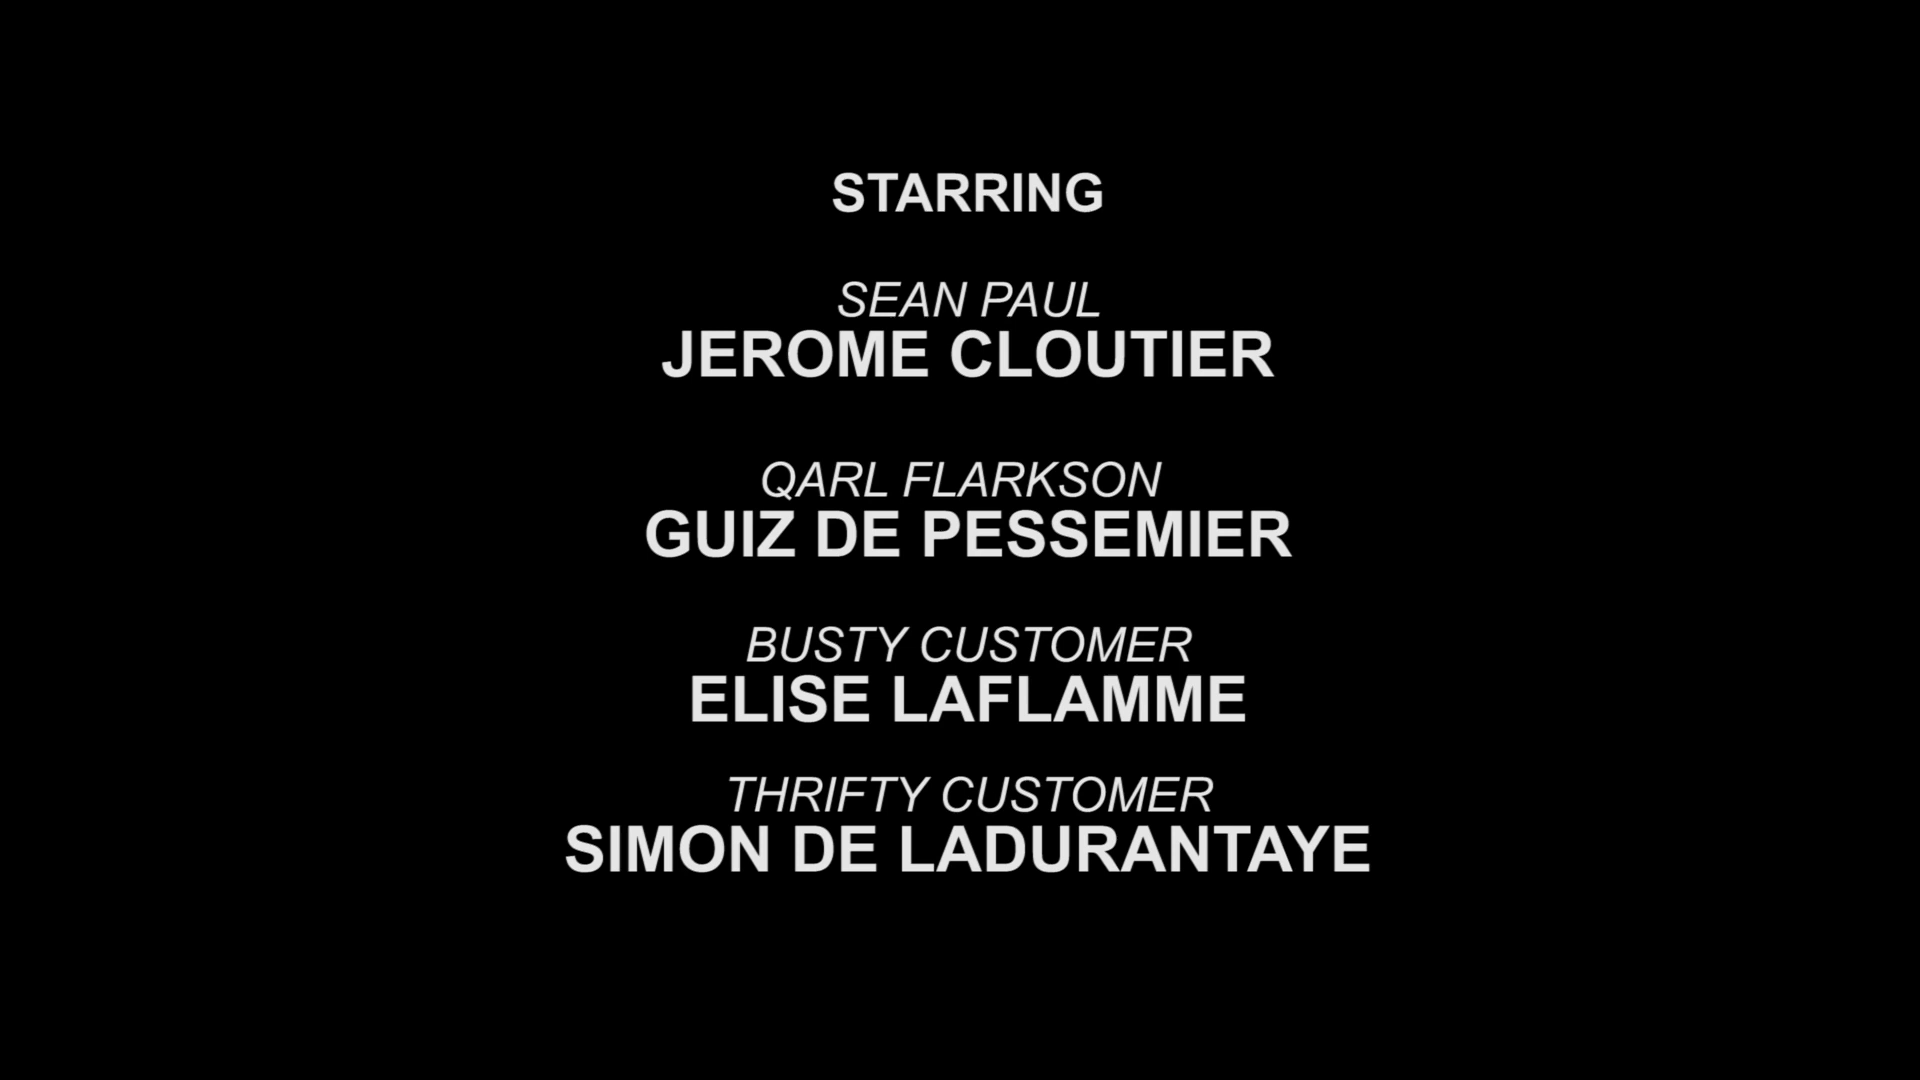 STARRING
SEAN PAUL
JEROME CLOUTIER
QARL FLARKSON
GUIZ DE PESSEMIER
BUSTY CUSTOMER
ELISE LAFLAMME
THRIFTY CUSTOMER
SIMON DE LADURANTAYE